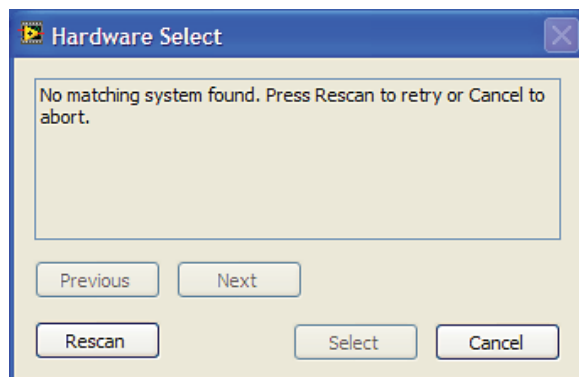 Hardware Select
No matching system found. Press Rescan to retry or Cancel to
abort.
Previous Next
Rescan Select Cancel